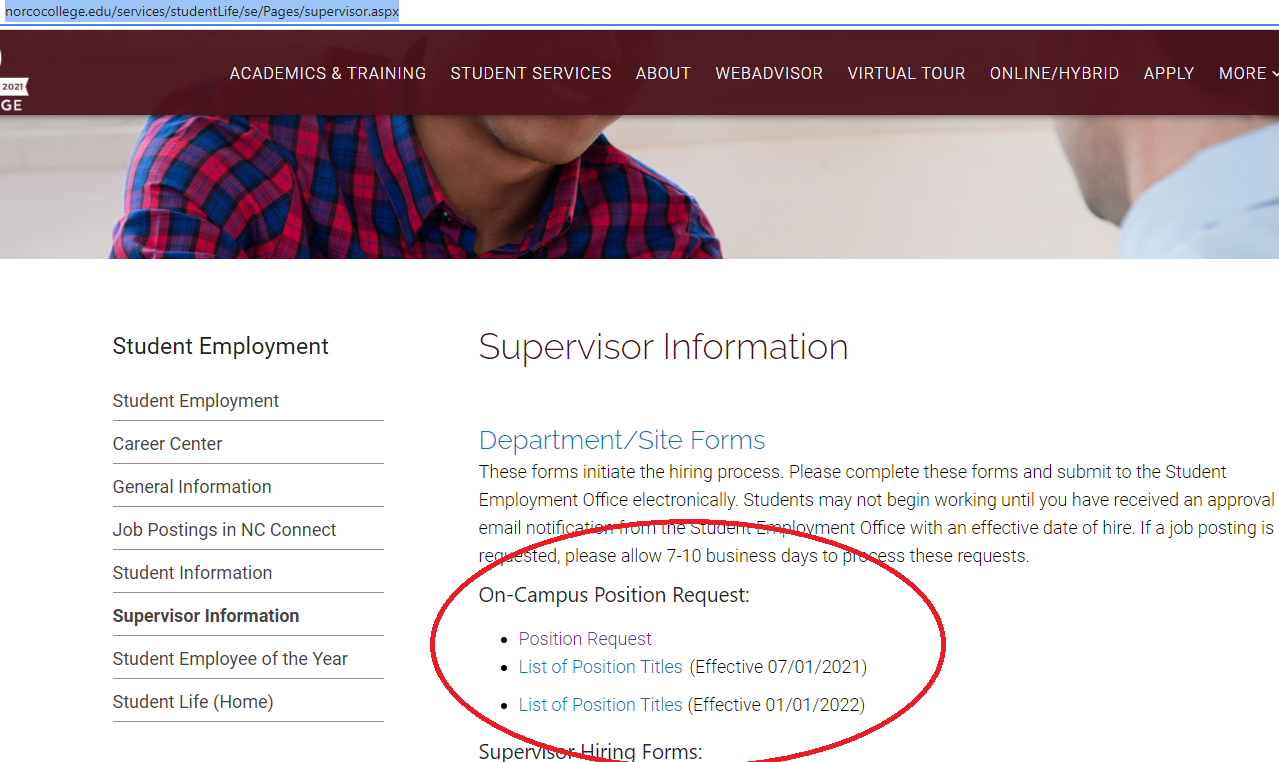 norcocollege.edu/services/studentLife/se/Pages/supervisor.aspx
2021
GE
ACADEMICS & TRAINING STUDENT SERVICES ABOUT WEBADVISOR VIRTUAL TOUR ONLINE/HYBRID APPLY MORE
Student Employment
Student Employment
Career Center
General Information
Job Postings in NC Connect
Student Information
Supervisor Information
Student Employee of the Year
Student Life (Home)
Supervisor Information
Department/Site Forms
These forms initiate the hiring process. Please complete these forms and submit to the Student
Employment Office electronically. Students may not begin working until you have received an approval
email notification from the Student Employment Office with an effective date of hire. If a job posting is
requested, please allow 7-10 business days to process these requests.
On-Campus Position Request:
• Position Request
• List of Position Titles (Effective 07/01/2021)
• List of Position Titles (Effective 01/01/2022)
Supervisor Hiring Forms: